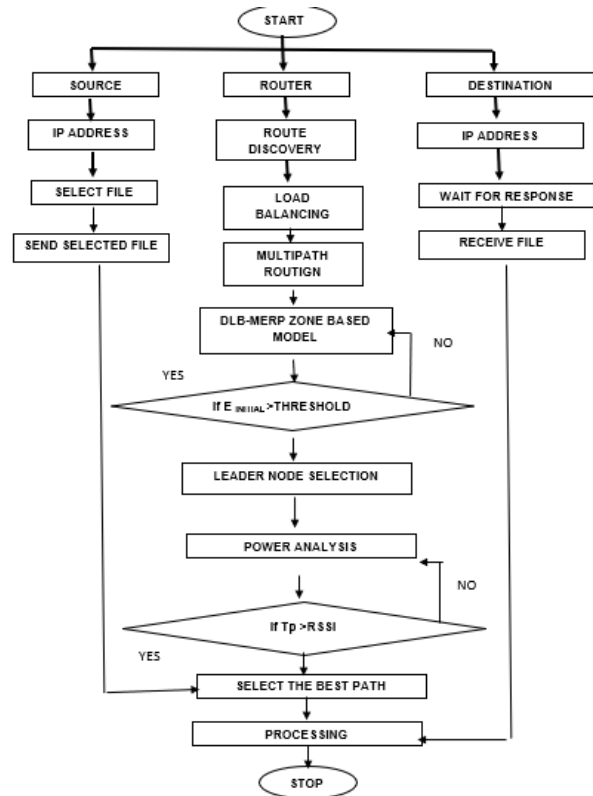 START
SOURCE
ROUTER
DESTINATION
IP ADDRESS
ROUTE
DISCOVERY
IP ADDRESS
SELECT FILE
LOAD
BALANCING
WAIT FOR RESPONSE
SEND SELECTED FILE
MULTIPATH
ROUTIGN
RECEIVE FILE
DLB-MERP ZONE BASED
MODEL
NO
YES
If E INITIAL >THRESHOLD
LEADER NODE SELECTION
POWER ANALYSIS
NO
If Tp >RSSI
YES
SELECT THE BEST PATH
PROCESSING
STOP